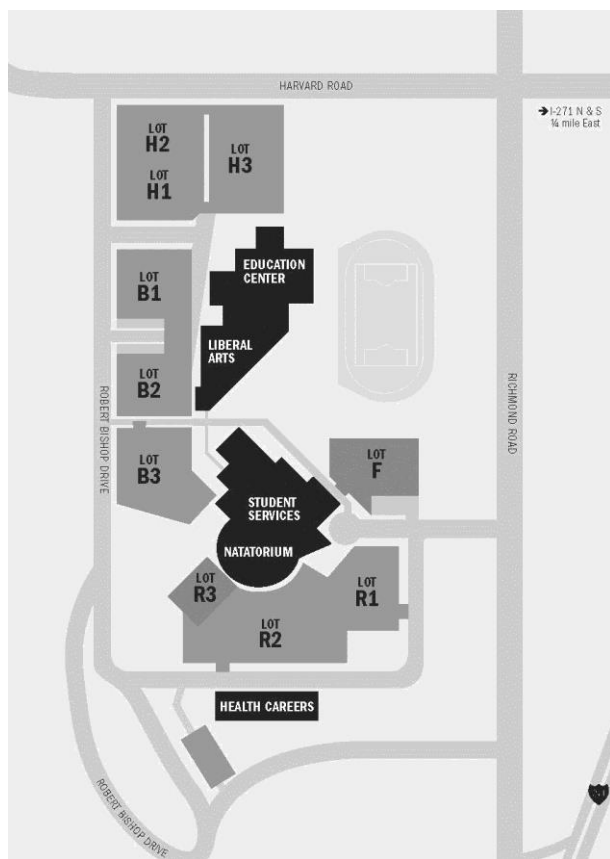 HARVARD ROAD
➔ I-271 N & S
¼ mile East
LOT
H2
LOT
H1
LOT
H3
EDUCATION
CENTER
LOT
B1
LIBERAL
ARTS
LOT
B2
ROBERT BISHOP DRIVE
RICHMOND ROAD
LOT
B3
LOT
F
STUDENT
SERVICES
NATATORIUM
LOT
R3
LOT
R1
LOT
R2
HEALTH CAREERS
ROBERT BISHOP DRIVE